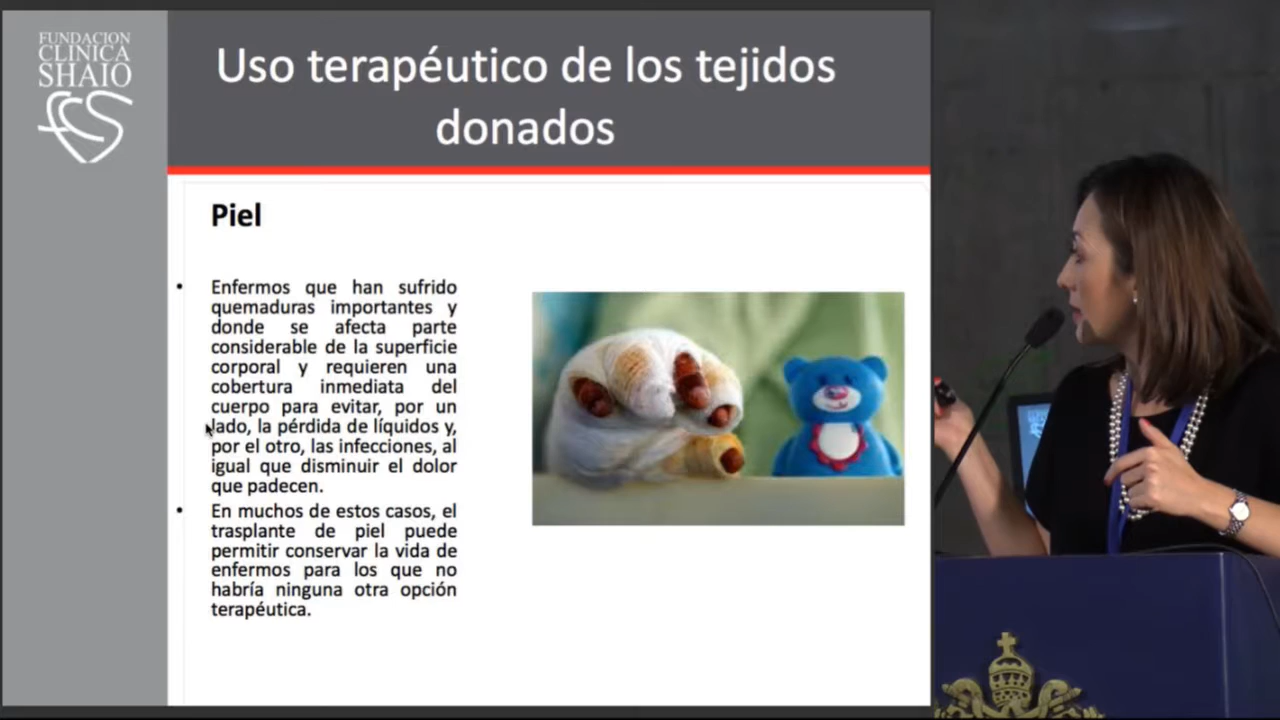 FUNDACION
CLINICA
SHAIO
Uso terapéutico de los tejidos
donados
Piel
• Enfermos que han sufrido
quemaduras importantes y
donde se afecta parte
considerable de la superficie
corporal y requieren una
cobertura inmediata del
cuerpo para evitar, por un
lado, la pérdida de líquidos y,
por el otro, las infecciones, al
igual que disminuir el dolor
que padecen.
• En muchos de estos casos, el
trasplante de piel puede
permitir conservar la vida de
enfermos para los que no
habría ninguna otra opción
terapéutica.